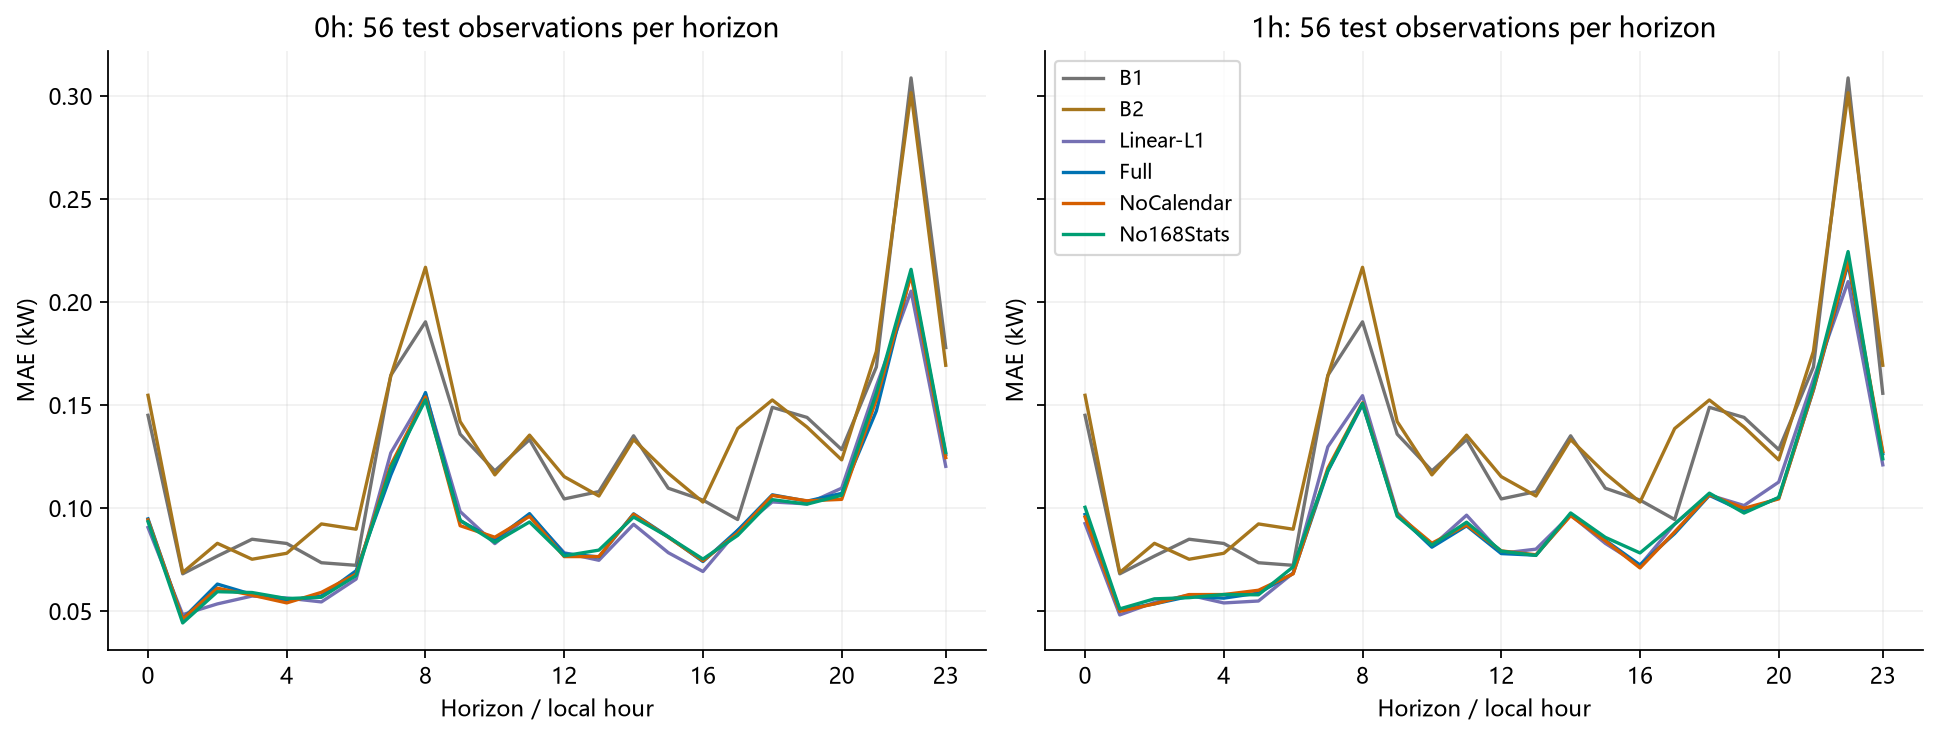 0h: 56 test observations per horizon
MAE (kW)
0.30
0.25
0.20
0.15
0.10
0.05
0 4 8 12 16 20 23
Horizon / local hour
1h: 56 test observations per horizon
MAE (kW)
B1
B2
Linear-L1
Full
NoCalendar
No168Stats
0 4 8 12 16 20 23
Horizon / local hour